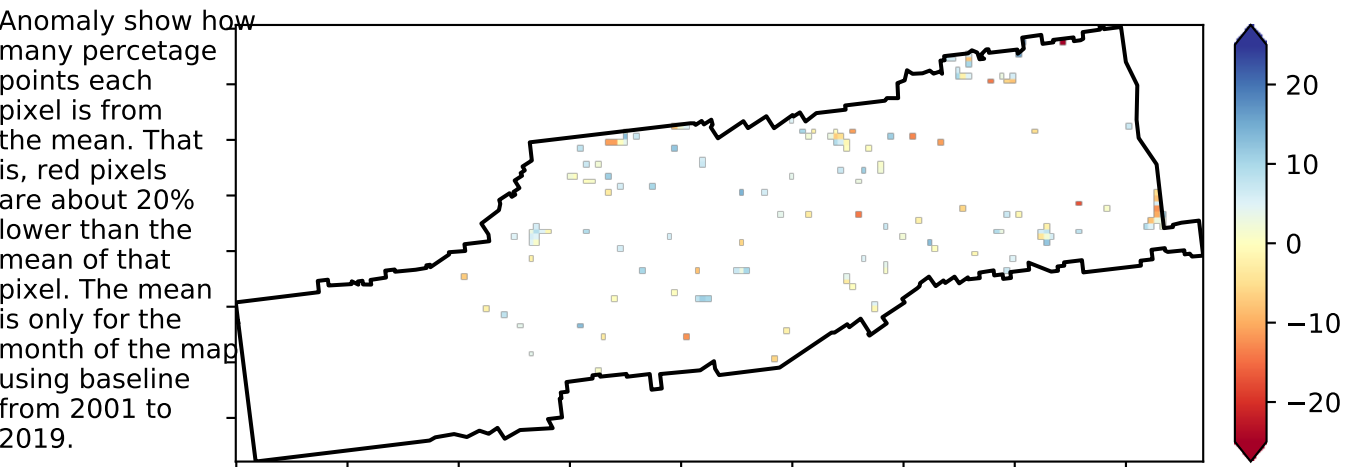 Anomaly show how
many percetage
points each
pixel is from
the mean. That
is, red pixels
are about 20%
lower than the
mean of that
pixel. The mean
is only for the
month of the map
using baseline
from 2001 to
2019.
20
10
0
−10
−20